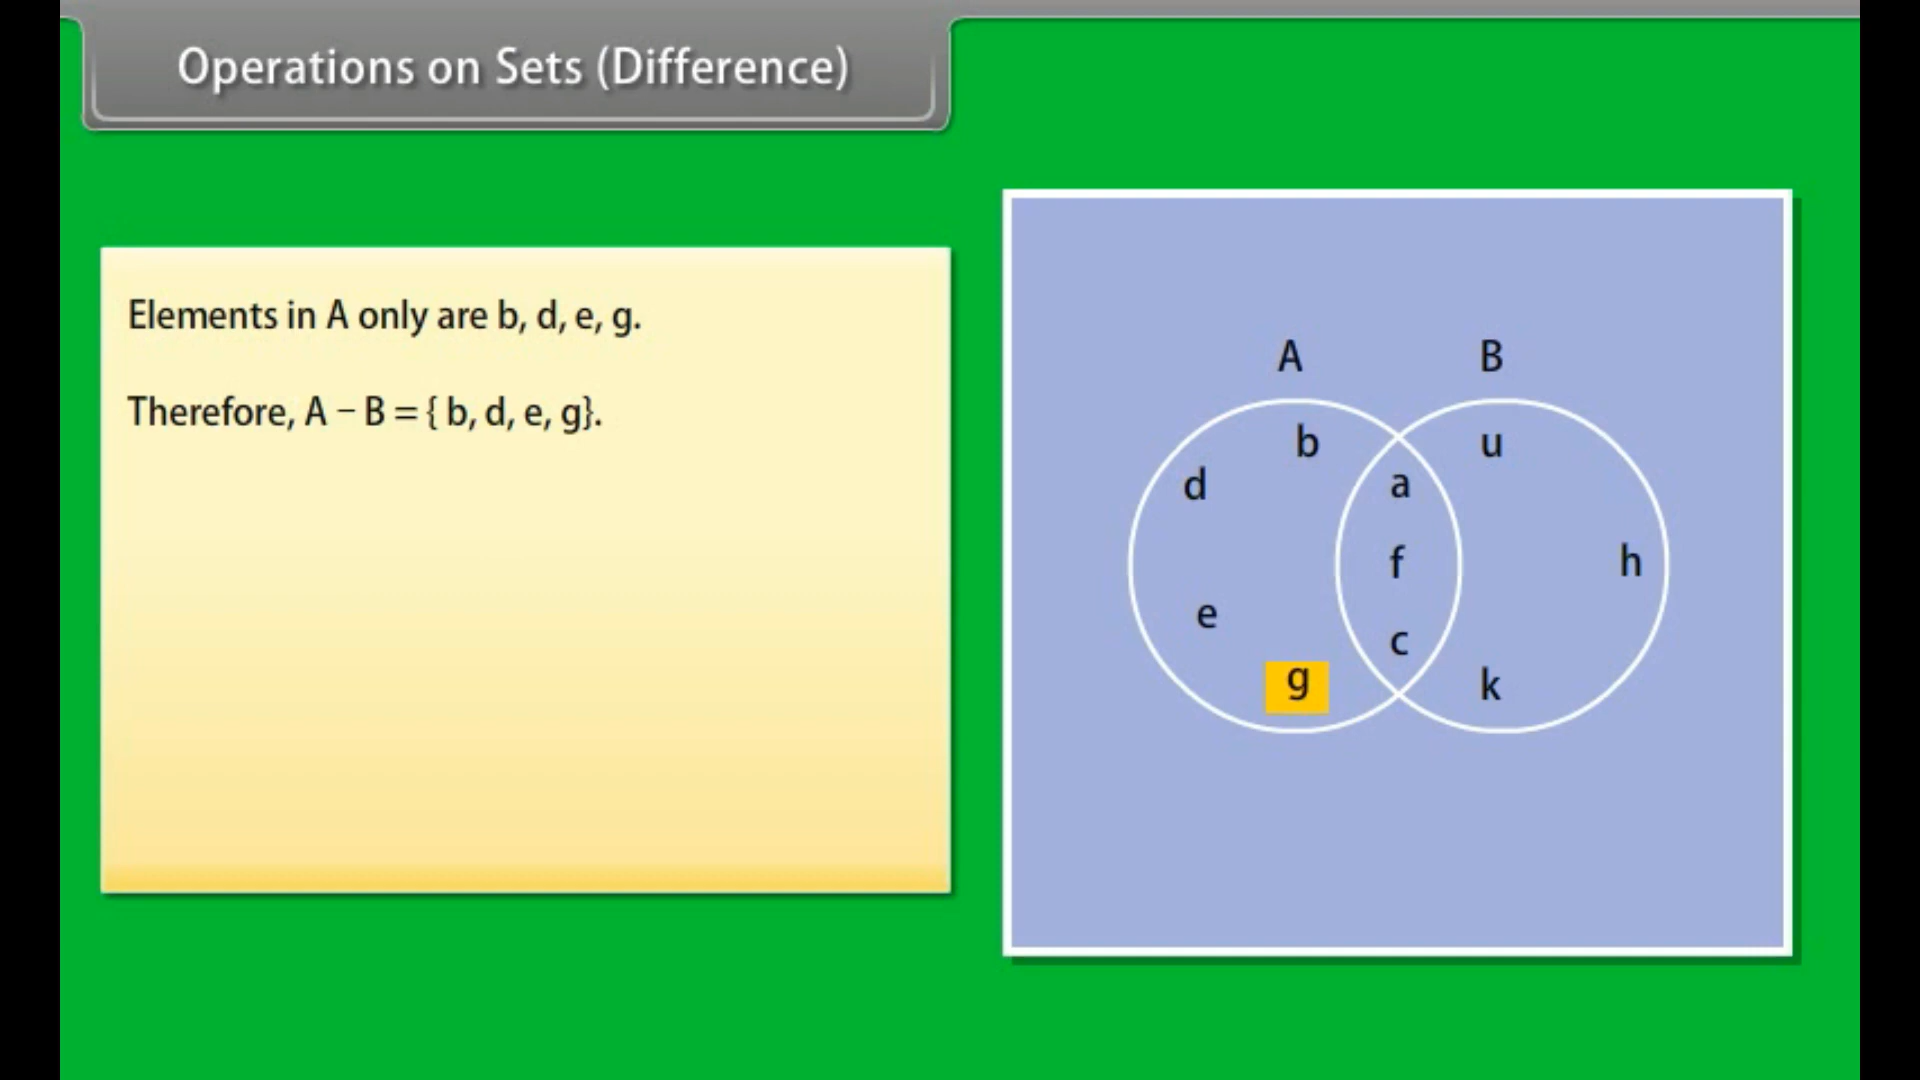 Operations on Sets (Difference)
Elements in A only are b, d, e, g.
Therefore, A – B = { b, d, e, g}.
A B
b u
d a
f h
e
c
g k